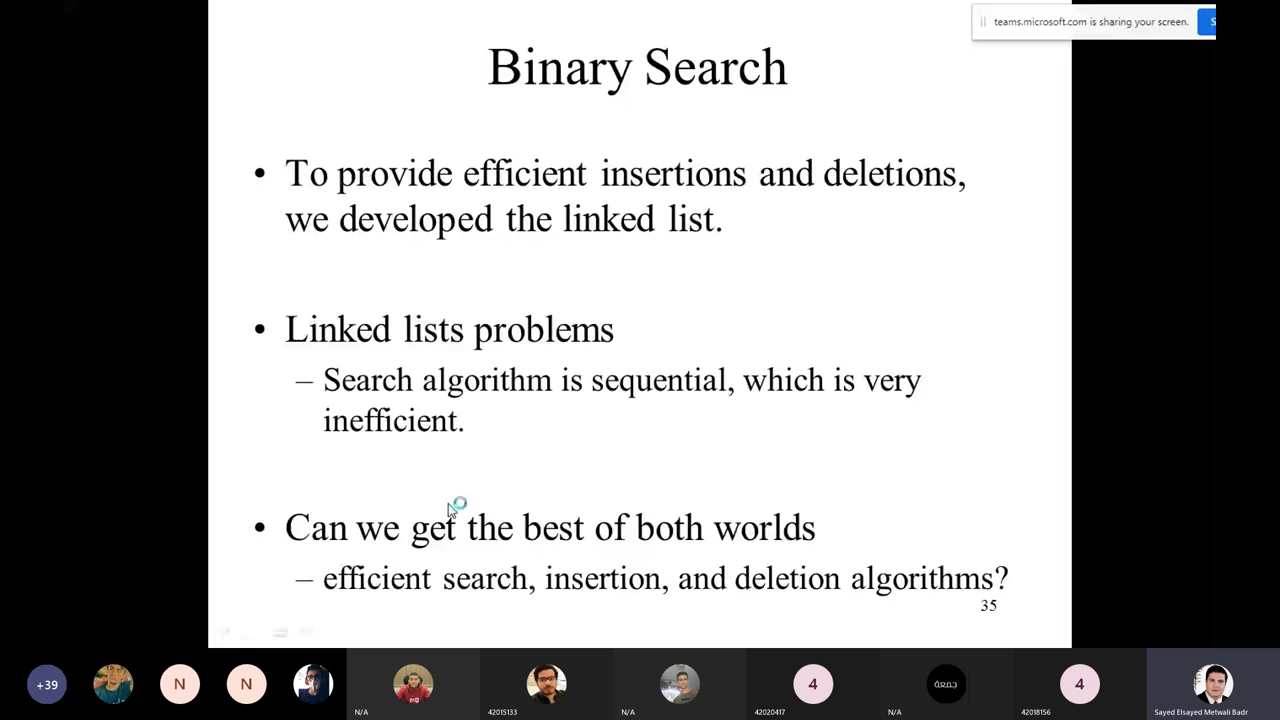 teams.microsoft.com is sharing your screen.
S
Binary Search
• To provide efficient insertions and deletions,
we developed the linked list.
• Linked lists problems
– Search algorithm is sequential, which is very
inefficient.
• Can we get the best of both worlds
– efficient search, insertion, and deletion algorithms?
35
+39
N
N
4
جمعة
4
N/A
42015133
N/A
42020417
N/A
42018156
Sayed Elsayed Metwali Badr